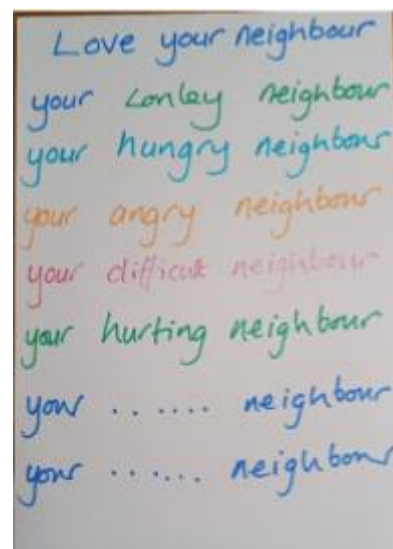 Love your neighbour
your Lonley neighbour
your hungry neighbour
your angry neighbour
your difficult neighbour
your hurting neighbour
your ....... neighbour
your ...... neighbour